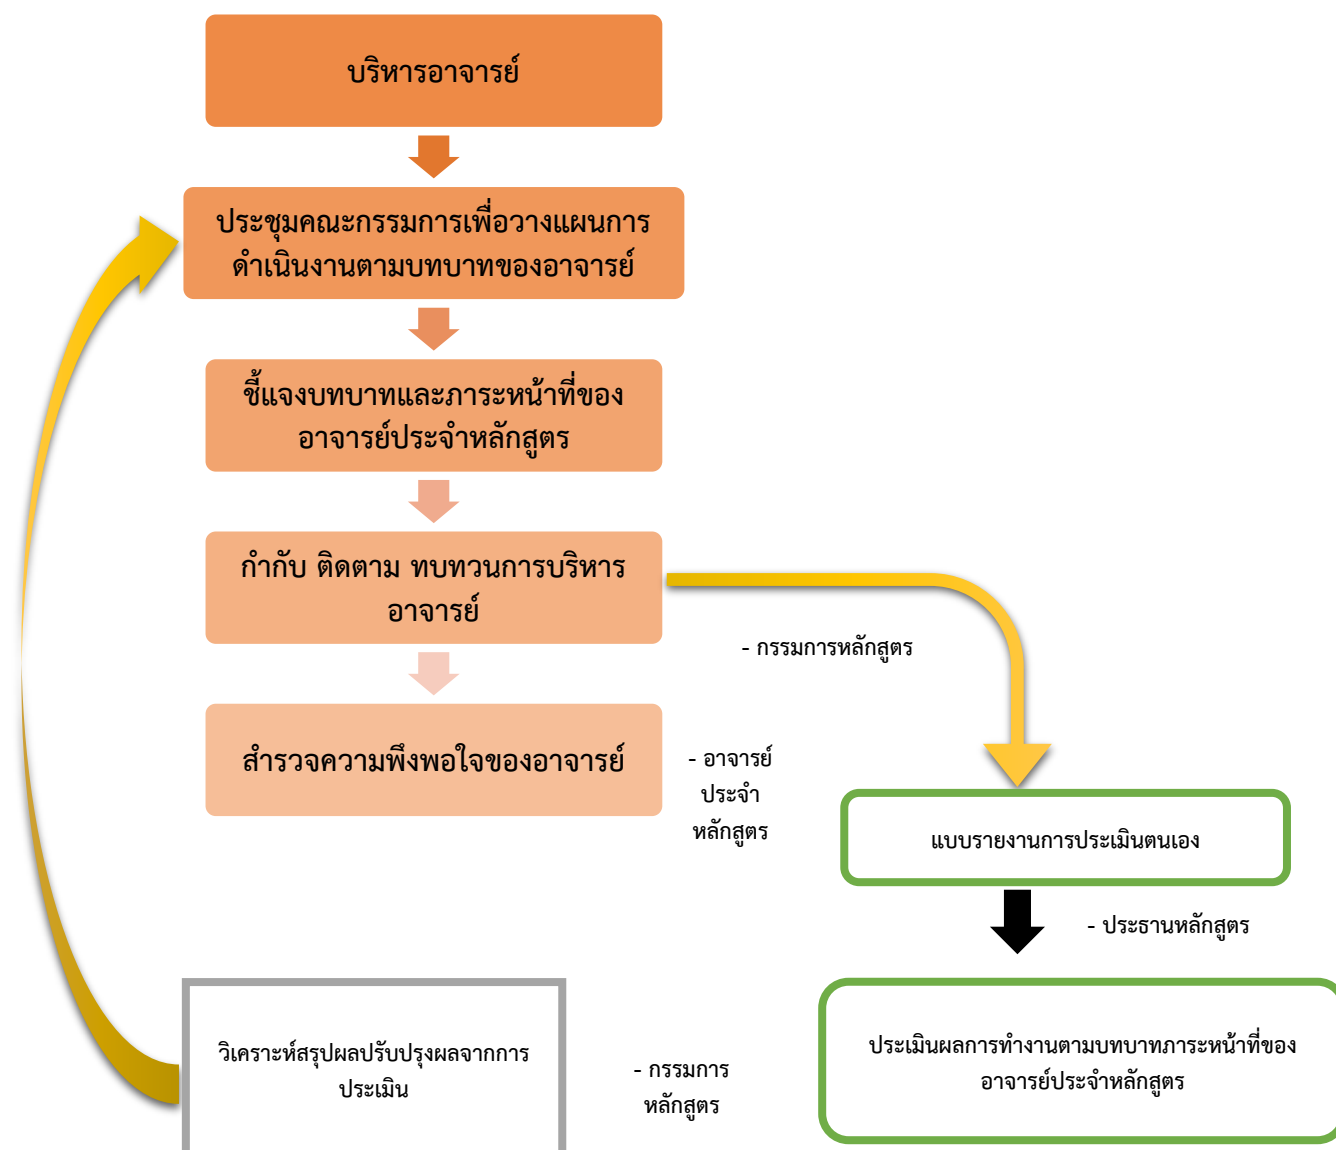 บริหารอาจารย์
ประชุมคณะกรรมการเพื่อวางแผนการ
ดำเนินงานตามบทบาทของอาจารย์
ชี้แจงบทบาทและภาระหน้าที่ของ
อาจารย์ประจำหลักสูตร
กำกับ ติดตาม ทบทวนการบริหาร
อาจารย์
- กรรมการหลักสูตร
สำรวจความพึงพอใจของอาจารย์
- อาจารย์
ประจำ
หลักสูตร
แบบรายงานการประเมินตนเอง
- ประธานหลักสูตร
วิเคราะห์สรุปผลปรับปรุงผลจากการ
ประเมิน
- กรรมการ
หลักสูตร
ประเมินผลการทำงานตามบทบาทภาระหน้าที่ของ
อาจารย์ประจำหลักสูตร